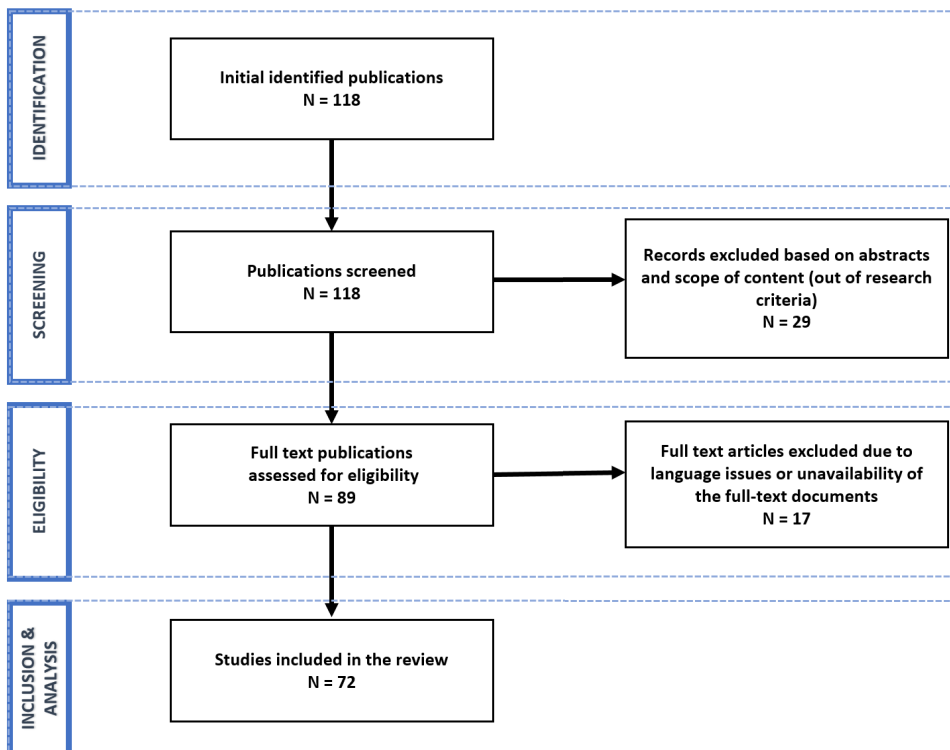 IDENTIFICATION
Initial identified publications
N = 118
SCREENING
Publications screened
N = 118
Records excluded based on abstracts
and scope of content (out of research
criteria)
N = 29
ELIGIBILITY
Full text publications
assessed for eligibility
N = 89
Full text articles excluded due to
language issues or unavailability of
the full-text documents
N = 17
INCLUSION &
ANALYSIS
Studies included in the review
N = 72